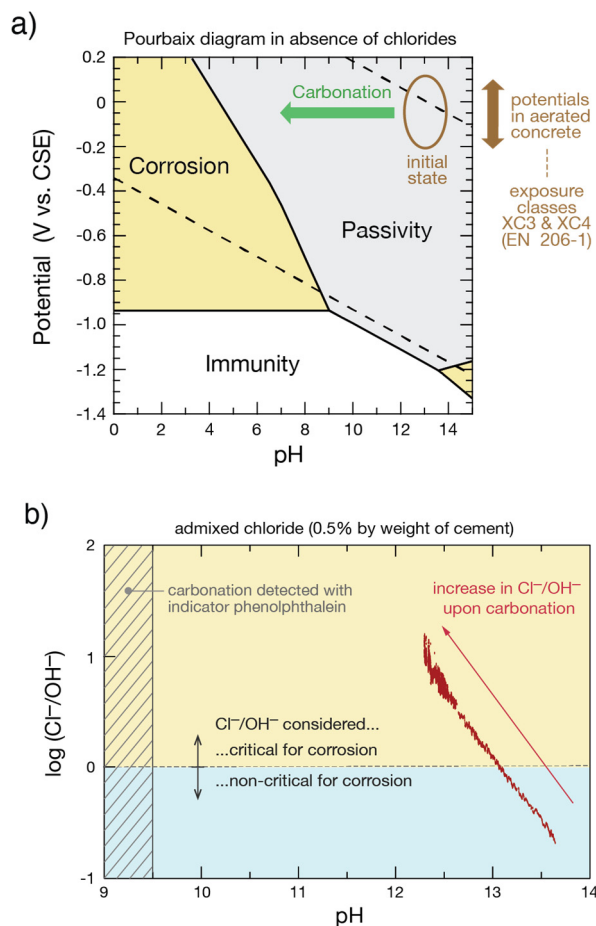 a)
Pourbaix diagram in absence of chlorides
0.2
0
-0.2
-0.4
-0.6
-0.8
-1.0
-1.2
-1.4
Potential (V vs. CSE)
Carbonation
initial
state
Corrosion
Passivity
Immunity
0 2 4 6 8 10 12 14
pH
potentials
in aerated
concrete
exposure
classes
XC3 & XC4
(EN 206-1)
b)
admixed chloride (0.5% by weight of cement)
2
1
0
-1
log (Cl⁻/OH⁻)
carbonation detected with
indicator phenolphthalein
increase in Cl⁻/OH⁻
upon carbonation
Cl⁻/OH⁻ considered...
...critical for corrosion
...non-critical for corrosion
9 10 11 12 13 14
pH